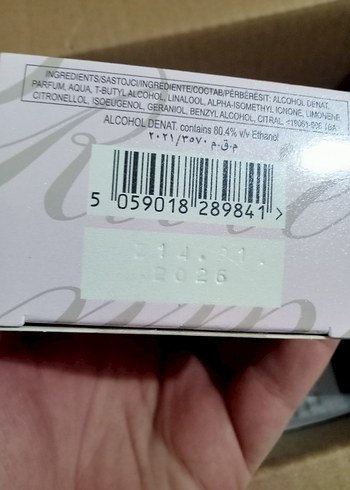 INGREDIENTS/SASTOJCI/INGREDIENTE/СЪСТАВ/PËRBËRËSIT: ALCOHOL DENAT.
PARFUM, AQUA, T-BUTYL ALCOHOL, LINALOOL, ALPHA-ISOMETHYL IONONE, LIMONENE,
CITRONELLOL, ISOEUGENOL, GERANIOL, BENZYL ALCOHOL, CITRAL.
ALCOHOL DENAT. contains 80.4% v/v Ethanol
م.ق.م. ٢٠٢١/٣٥٧٠
5 059018 289841 >
2026